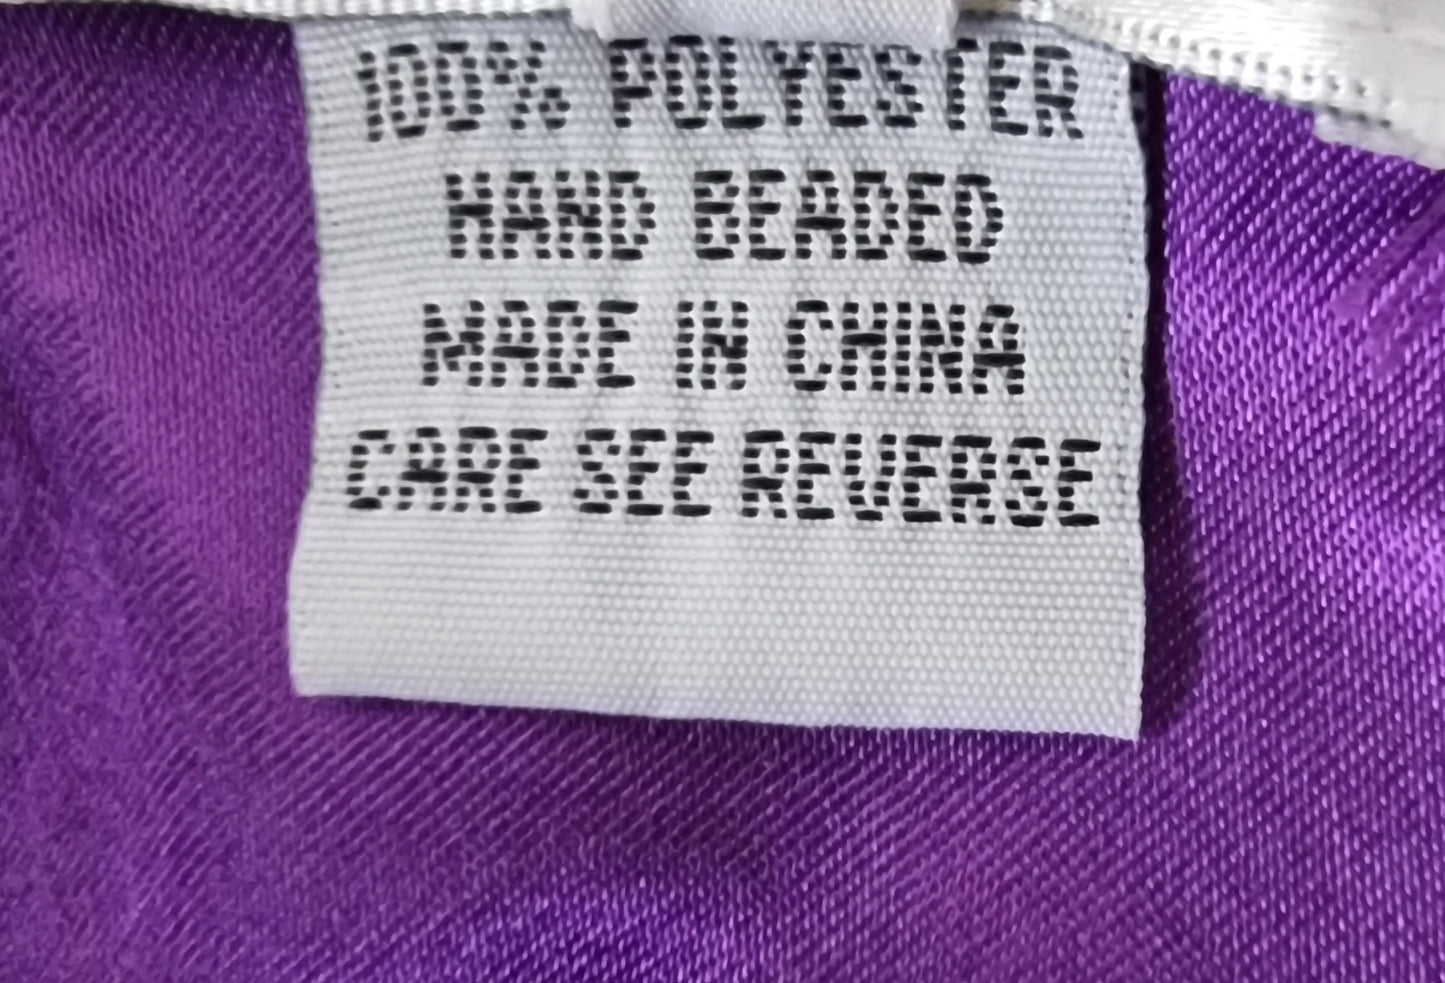 100% POLYESTER
HAND BEADED
MADE IN CHINA
CARE SEE REVERSE